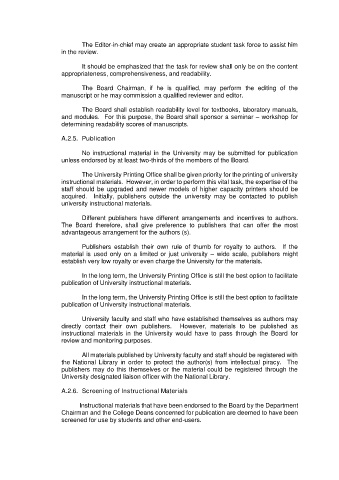 The Editor-in-chief may create an appropriate student task force to assist him
in the review.
It should be emphasized that the task for review shall only be on the content
appropriateness, comprehensiveness, and readability.
The Board Chairman, if he is qualified, may perform the editing of the
manuscript or he may commission a qualified reviewer and editor.
The Board shall establish readability level for textbooks, laboratory manuals,
and modules. For this purpose, the Board shall sponsor a seminar – workshop for
determining readability scores of manuscripts.
A.2.5. Publication
No instructional material in the University may be submitted for publication
unless endorsed by at least two-thirds of the members of the Board.
The University Printing Office shall be given priority for the printing of university
instructional materials. However, in order to perform this vital task, the expertise of the
staff should be upgraded and newer models of higher capacity printers should be
acquired. Initially, publishers outside the university may be contacted to publish
university instructional materials.
Different publishers have different arrangements and incentives to authors.
The Board therefore, shall give preference to publishers that can offer the most
advantageous arrangement for the authors (s).
Publishers establish their own rule of thumb for royalty to authors. If the
material is used only on a limited or just university – wide scale, publishers might
establish very low royalty or even charge the University for the materials.
In the long term, the University Printing Office is still the best option to facilitate
publication of University instructional materials.
In the long term, the University Printing Office is still the best option to facilitate
publication of University instructional materials.
University faculty and staff who have established themselves as authors may
directly contact their own publishers. However, materials to be published as
instructional materials in the University would have to pass through the Board for
review and monitoring purposes.
All materials published by University faculty and staff should be registered with
the National Library in order to protect the author(s) from intellectual piracy. The
publishers may do this themselves or the material could be registered through the
University designated liaison officer with the National Library.
A.2.6. Screening of Instructional Materials
Instructional materials that have been endorsed to the Board by the Department
Chairman and the College Deans concerned for publication are deemed to have been
screened for use by students and other end-users.